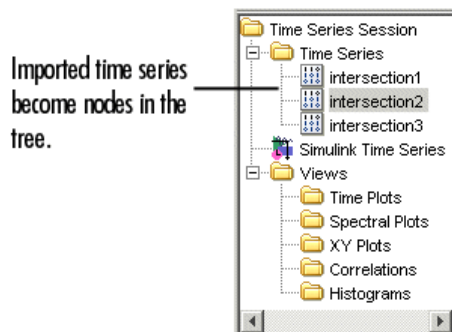 Imported time series
become nodes in the
tree.
Time Series Session
Time Series
intersection1
intersection2
intersection3
Simulink Time Series
Views
Time Plots
Spectral Plots
XY Plots
Correlations
Histograms